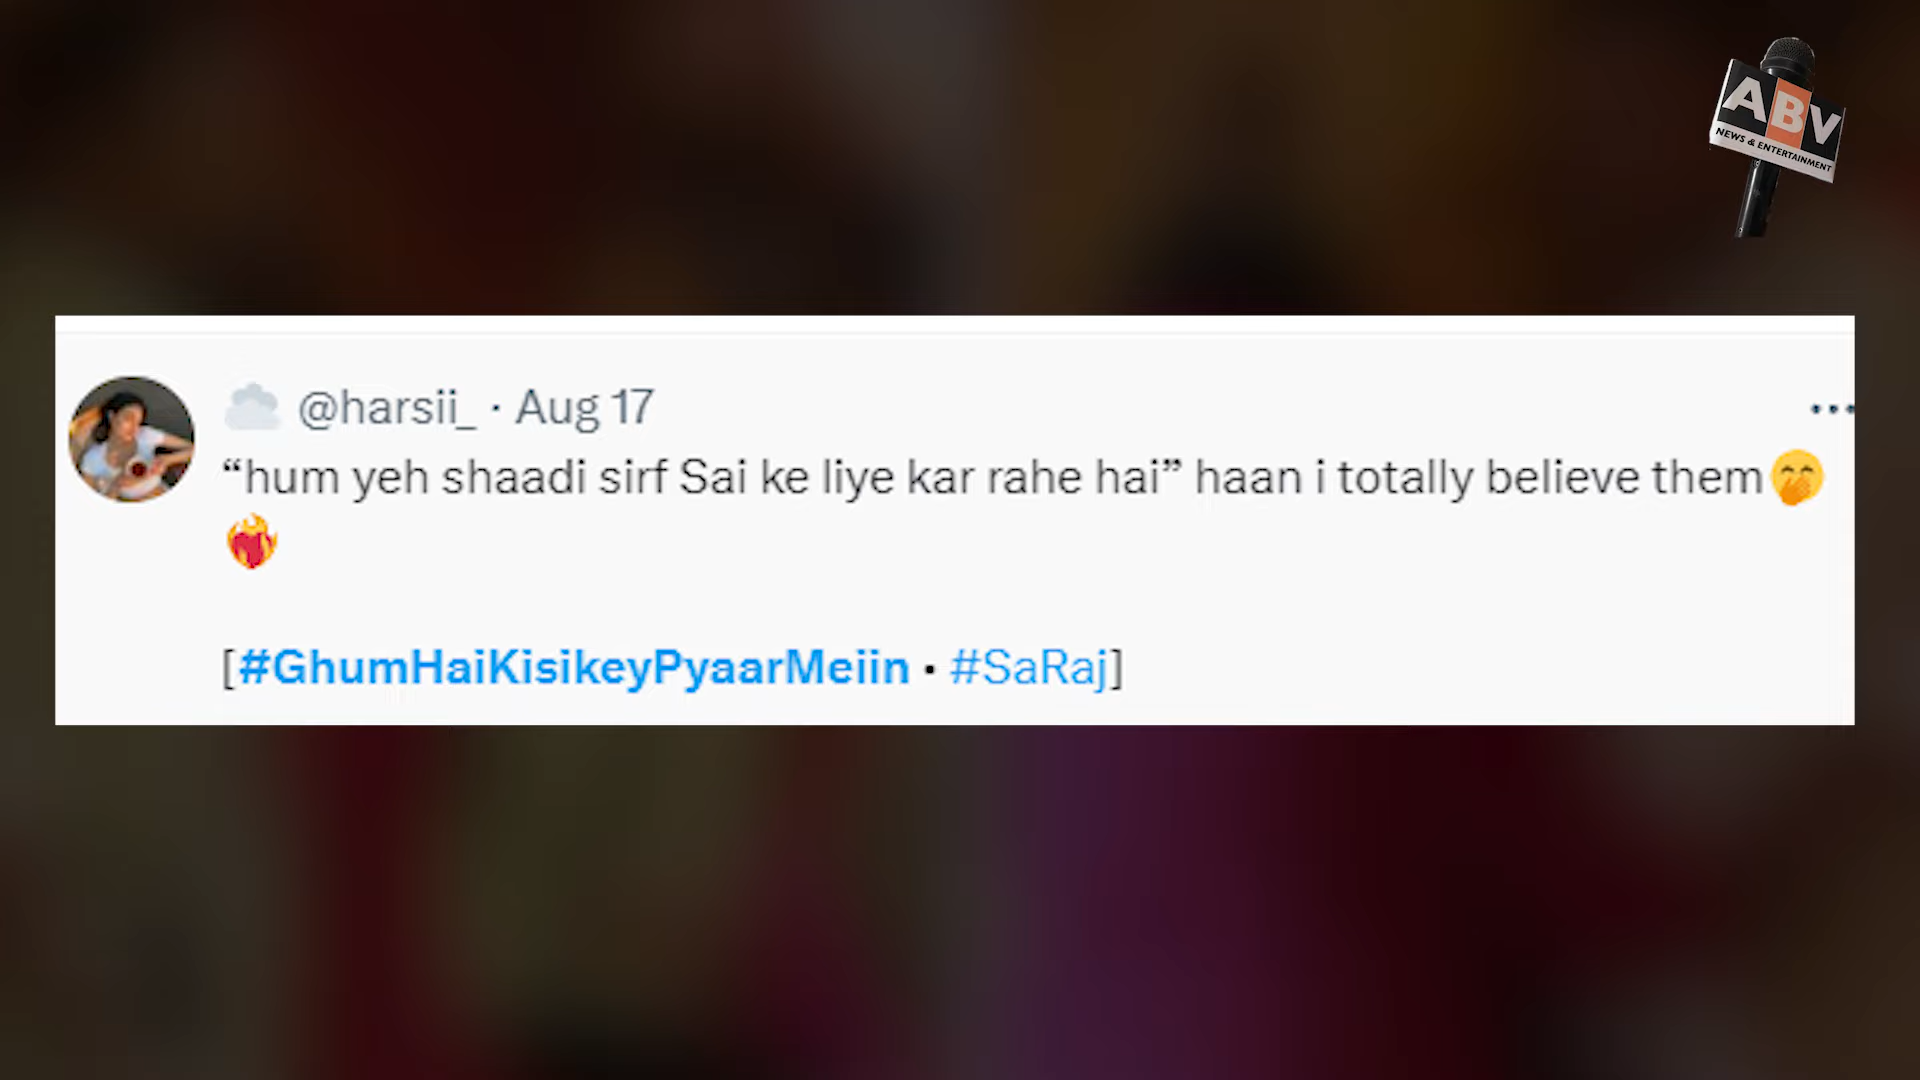 ABV
NEWS & ENTERTAINMENT
☁️ @harsii_ · Aug 17
“hum yeh shaadi sirf Sai ke liye kar rahe hai” haan i totally believe them🤭
❤️‍🔥
[#GhumHaiKisikeyPyaarMeiin • #SaRaj]